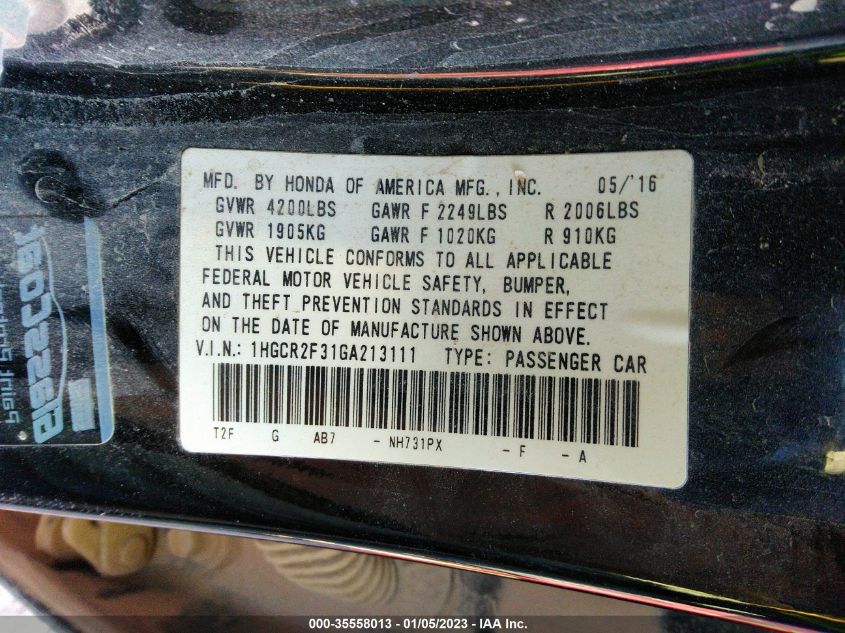 MFD. BY HONDA OF AMERICA MFG., INC. 05/'16
GVWR 4200LBS GAWR F 2249LBS R 2006LBS
GVWR 1905KG GAWR F 1020KG R 910KG
THIS VEHICLE CONFORMS TO ALL APPLICABLE
FEDERAL MOTOR VEHICLE SAFETY, BUMPER,
AND THEFT PREVENTION STANDARDS IN EFFECT
ON THE DATE OF MANUFACTURE SHOWN ABOVE.
V.I.N.: 1HGCR2F31GA213111 TYPE: PASSENGER CAR
T2F G AB7 - NH731PX - F - A
000-35558013 - 01/05/2023 - IAA Inc.